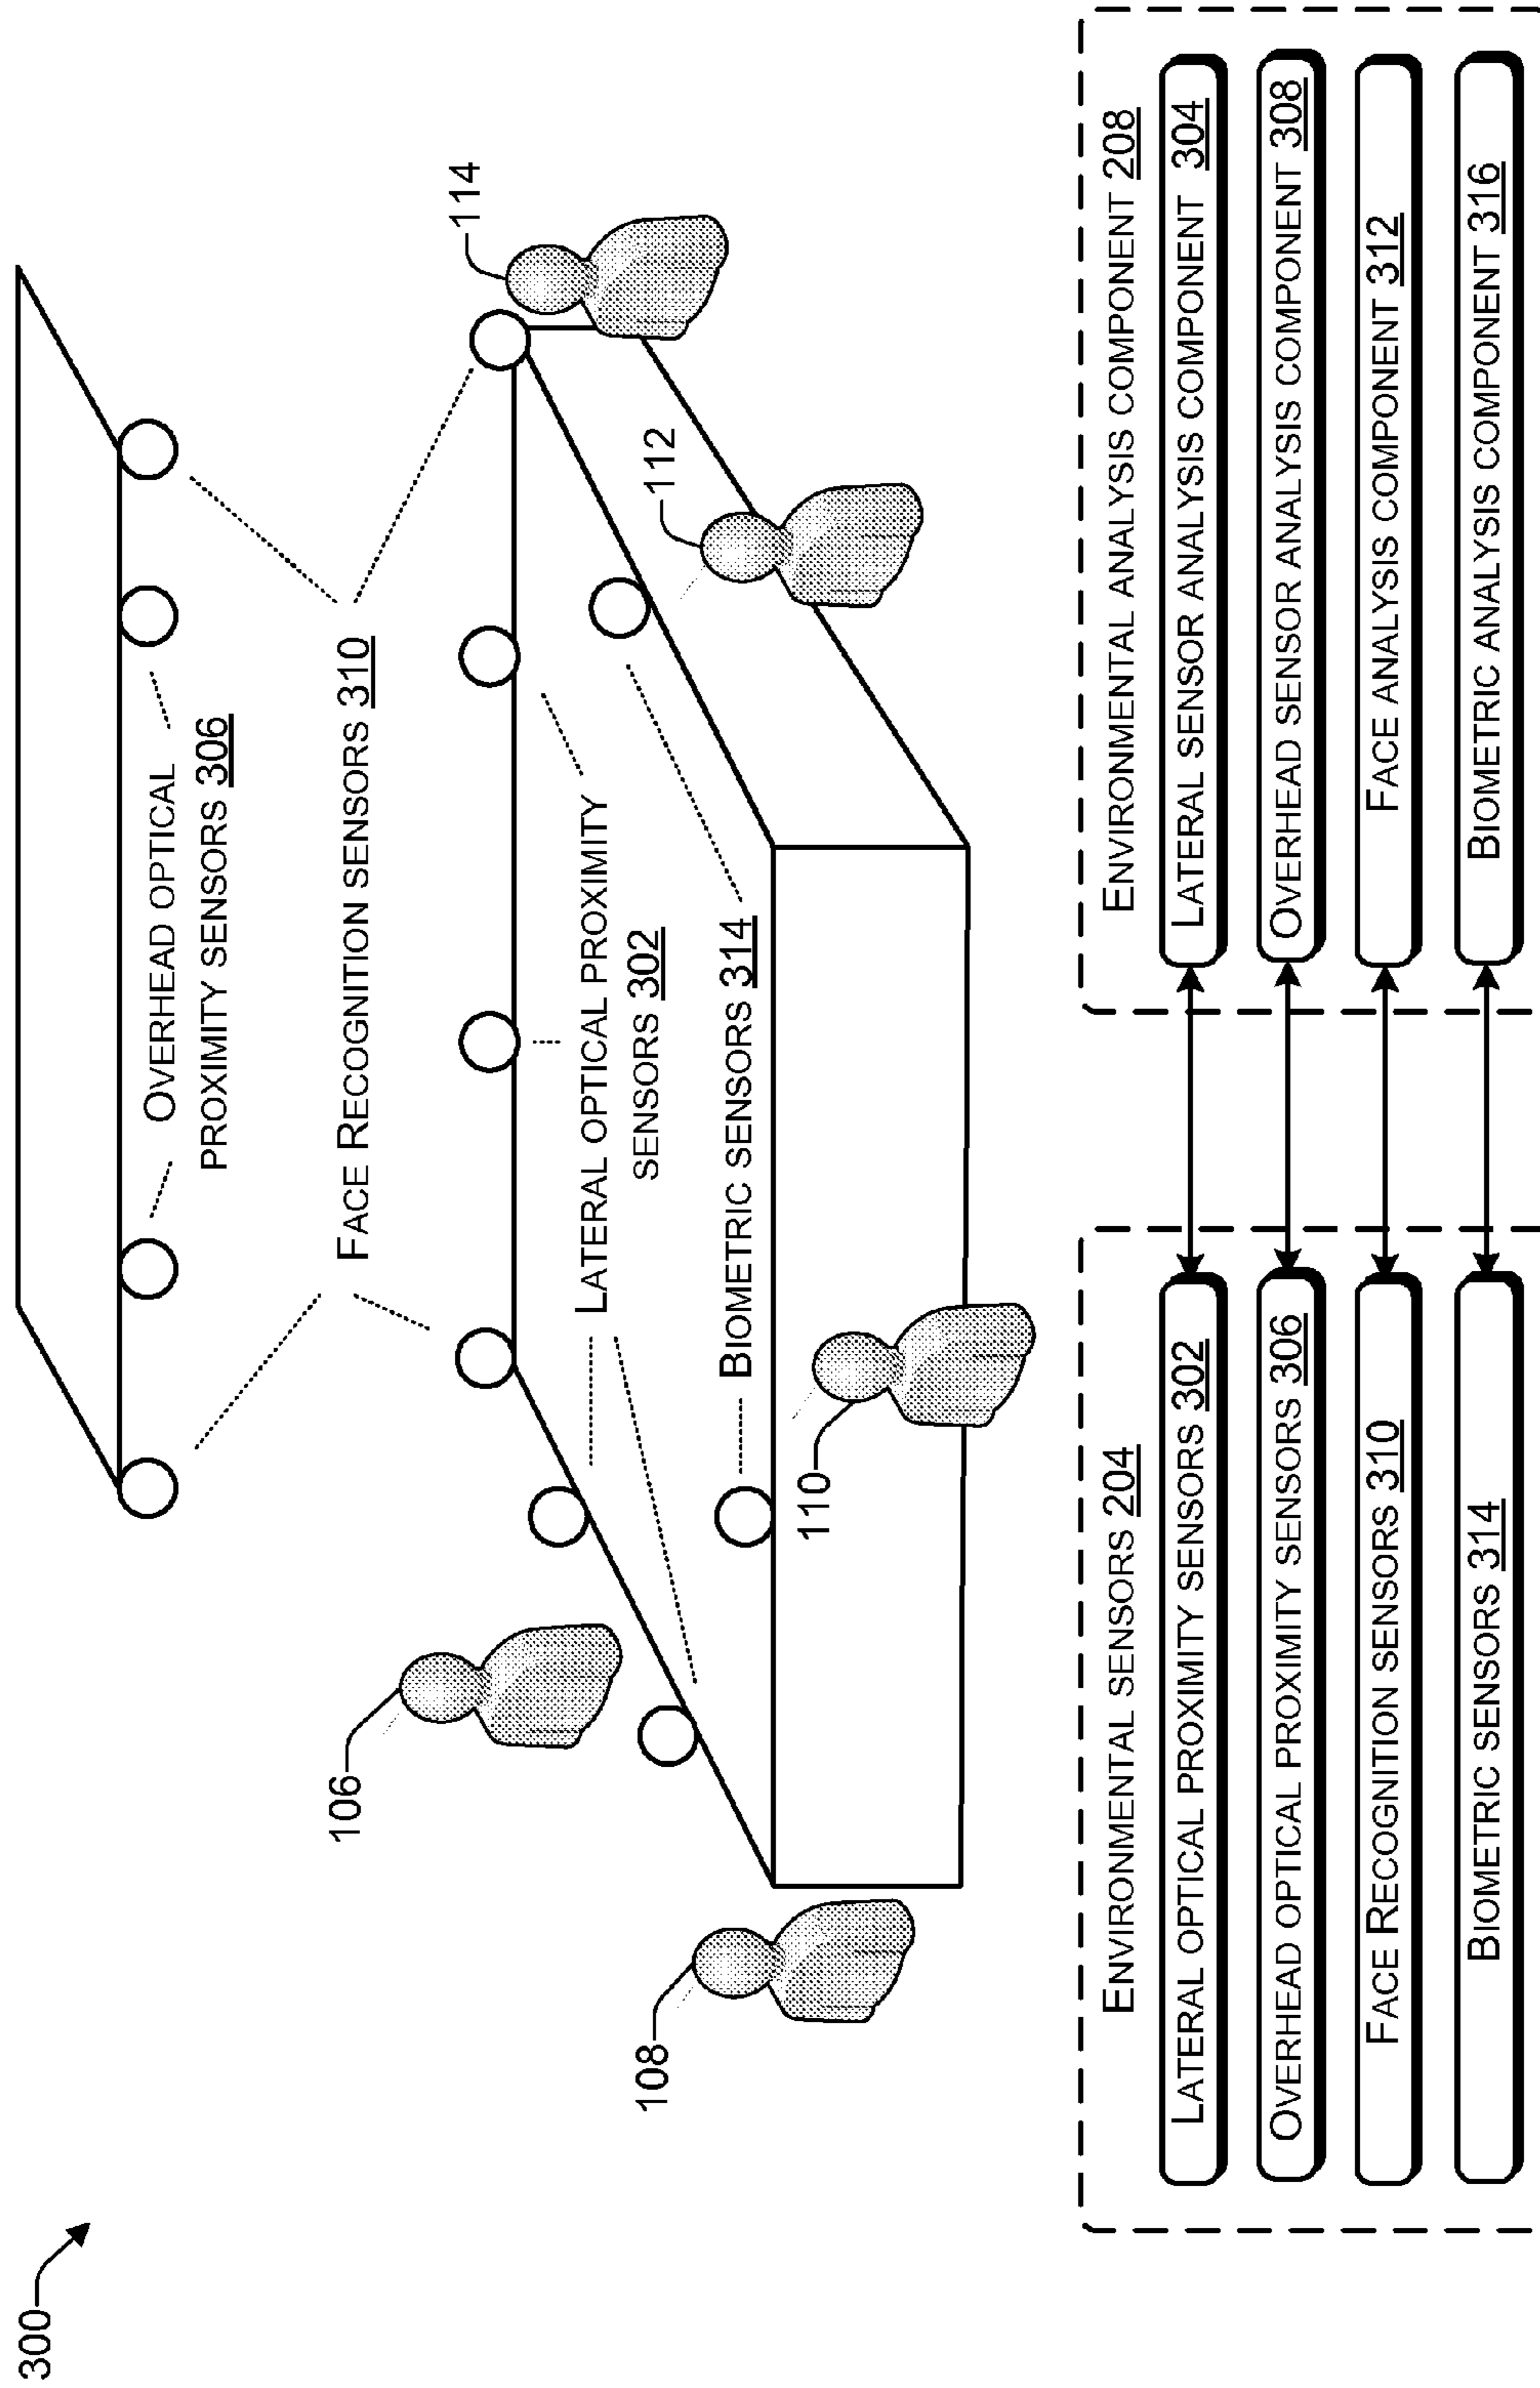 300
OVERHEAD OPTICAL
PROXIMITY SENSORS 306
FACE RECOGNITION SENSORS 310
114
106
LATERAL OPTICAL PROXIMITY
SENSORS 302
112
108
BIOMETRIC SENSORS 314
110
ENVIRONMENTAL SENSORS 204
LATERAL OPTICAL PROXIMITY SENSORS 302
OVERHEAD OPTICAL PROXIMITY SENSORS 306
FACE RECOGNITION SENSORS 310
BIOMETRIC SENSORS 314
ENVIRONMENTAL ANALYSIS COMPONENT 208
LATERAL SENSOR ANALYSIS COMPONENT 304
OVERHEAD SENSOR ANALYSIS COMPONENT 308
FACE ANALYSIS COMPONENT 312
BIOMETRIC ANALYSIS COMPONENT 316